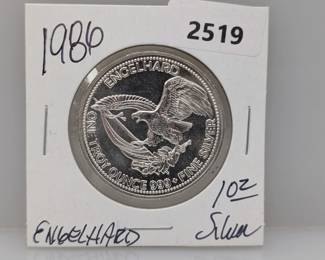 1986
2519
ENGELHARD
ONE TROY OUNCE 999+ FINE SILVER
1oz
ENGELHARD
Silver